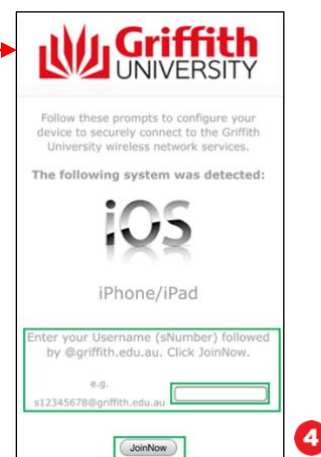 Griffith
UNIVERSITY
Follow these prompts to configure your
device to securely connect to the Griffith
University wireless network services.
The following system was detected:
iOS
iPhone/iPad
Enter your Username (sNumber) followed
by @griffith.edu.au. Click JoinNow.
e.g.
s12345678@griffith.edu.au
JoinNow
4